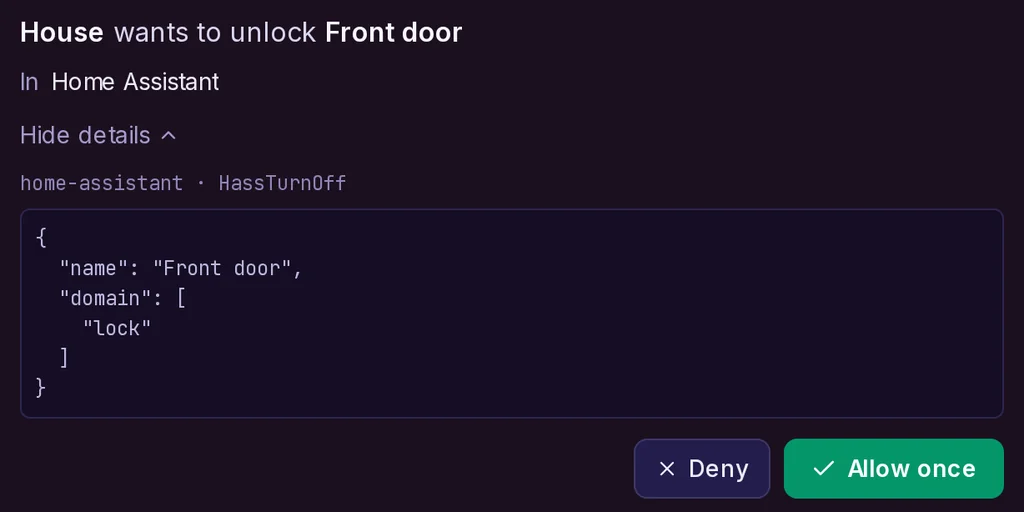 House wants to unlock Front door
In Home Assistant
Hide details
home-assistant · HassTurnOff
{
  "name": "Front door",
  "domain": [
    "lock"
  ]
}
Deny
Allow once